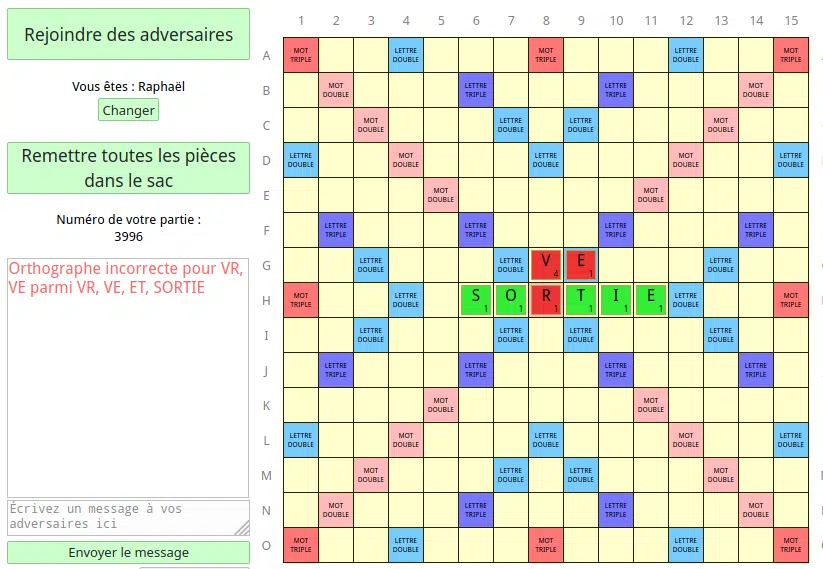 Rejoindre des adversaires
Vous êtes : Raphaël
Changer
Remettre toutes les pièces
dans le sac
Numéro de votre partie :
3996
Orthographe incorrecte pour VR,
VE parmi VR, VE, ET, SORTIE
Écrivez un message à vos
adversaires ici
Envoyer le message
1 2 3 4 5 6 7 8 9 10 11 12 13 14 15
A MOT TRIPLE LETTRE DOUBLE MOT TRIPLE LETTRE DOUBLE MOT TRIPLE
B MOT DOUBLE LETTRE TRIPLE LETTRE TRIPLE MOT DOUBLE
C MOT DOUBLE LETTRE DOUBLE LETTRE DOUBLE MOT DOUBLE
D LETTRE DOUBLE MOT DOUBLE LETTRE DOUBLE MOT DOUBLE LETTRE DOUBLE
E MOT DOUBLE MOT DOUBLE
F LETTRE TRIPLE LETTRE TRIPLE LETTRE TRIPLE LETTRE TRIPLE
G LETTRE DOUBLE LETTRE DOUBLE V 4 E 1 LETTRE DOUBLE
H MOT TRIPLE LETTRE DOUBLE S 1 O 1 R 1 T 1 I 1 E 1 LETTRE DOUBLE MOT TRIPLE
I LETTRE DOUBLE LETTRE DOUBLE LETTRE DOUBLE LETTRE DOUBLE
J LETTRE TRIPLE LETTRE TRIPLE LETTRE TRIPLE LETTRE TRIPLE
K MOT DOUBLE MOT DOUBLE
L LETTRE DOUBLE MOT DOUBLE LETTRE DOUBLE MOT DOUBLE LETTRE DOUBLE
M MOT DOUBLE LETTRE DOUBLE LETTRE DOUBLE MOT DOUBLE
N MOT DOUBLE LETTRE TRIPLE LETTRE TRIPLE MOT DOUBLE
O MOT TRIPLE LETTRE DOUBLE MOT TRIPLE LETTRE DOUBLE MOT TRIPLE